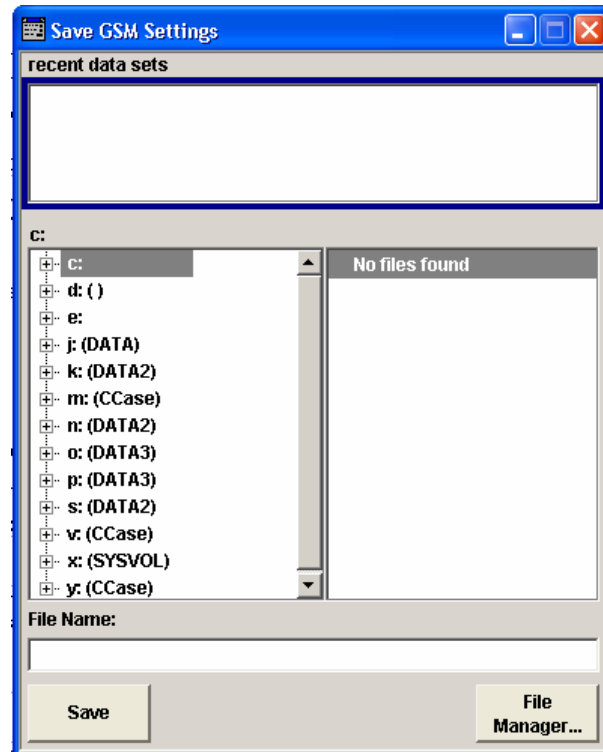 Save GSM Settings
recent data sets
c:
c:
No files found
d: ( )
e:
j: (DATA)
k: (DATA2)
m: (CCase)
n: (DATA2)
o: (DATA3)
p: (DATA3)
s: (DATA2)
v: (CCase)
x: (SYSVOL)
y: (CCase)
File Name:
Save
File
Manager...